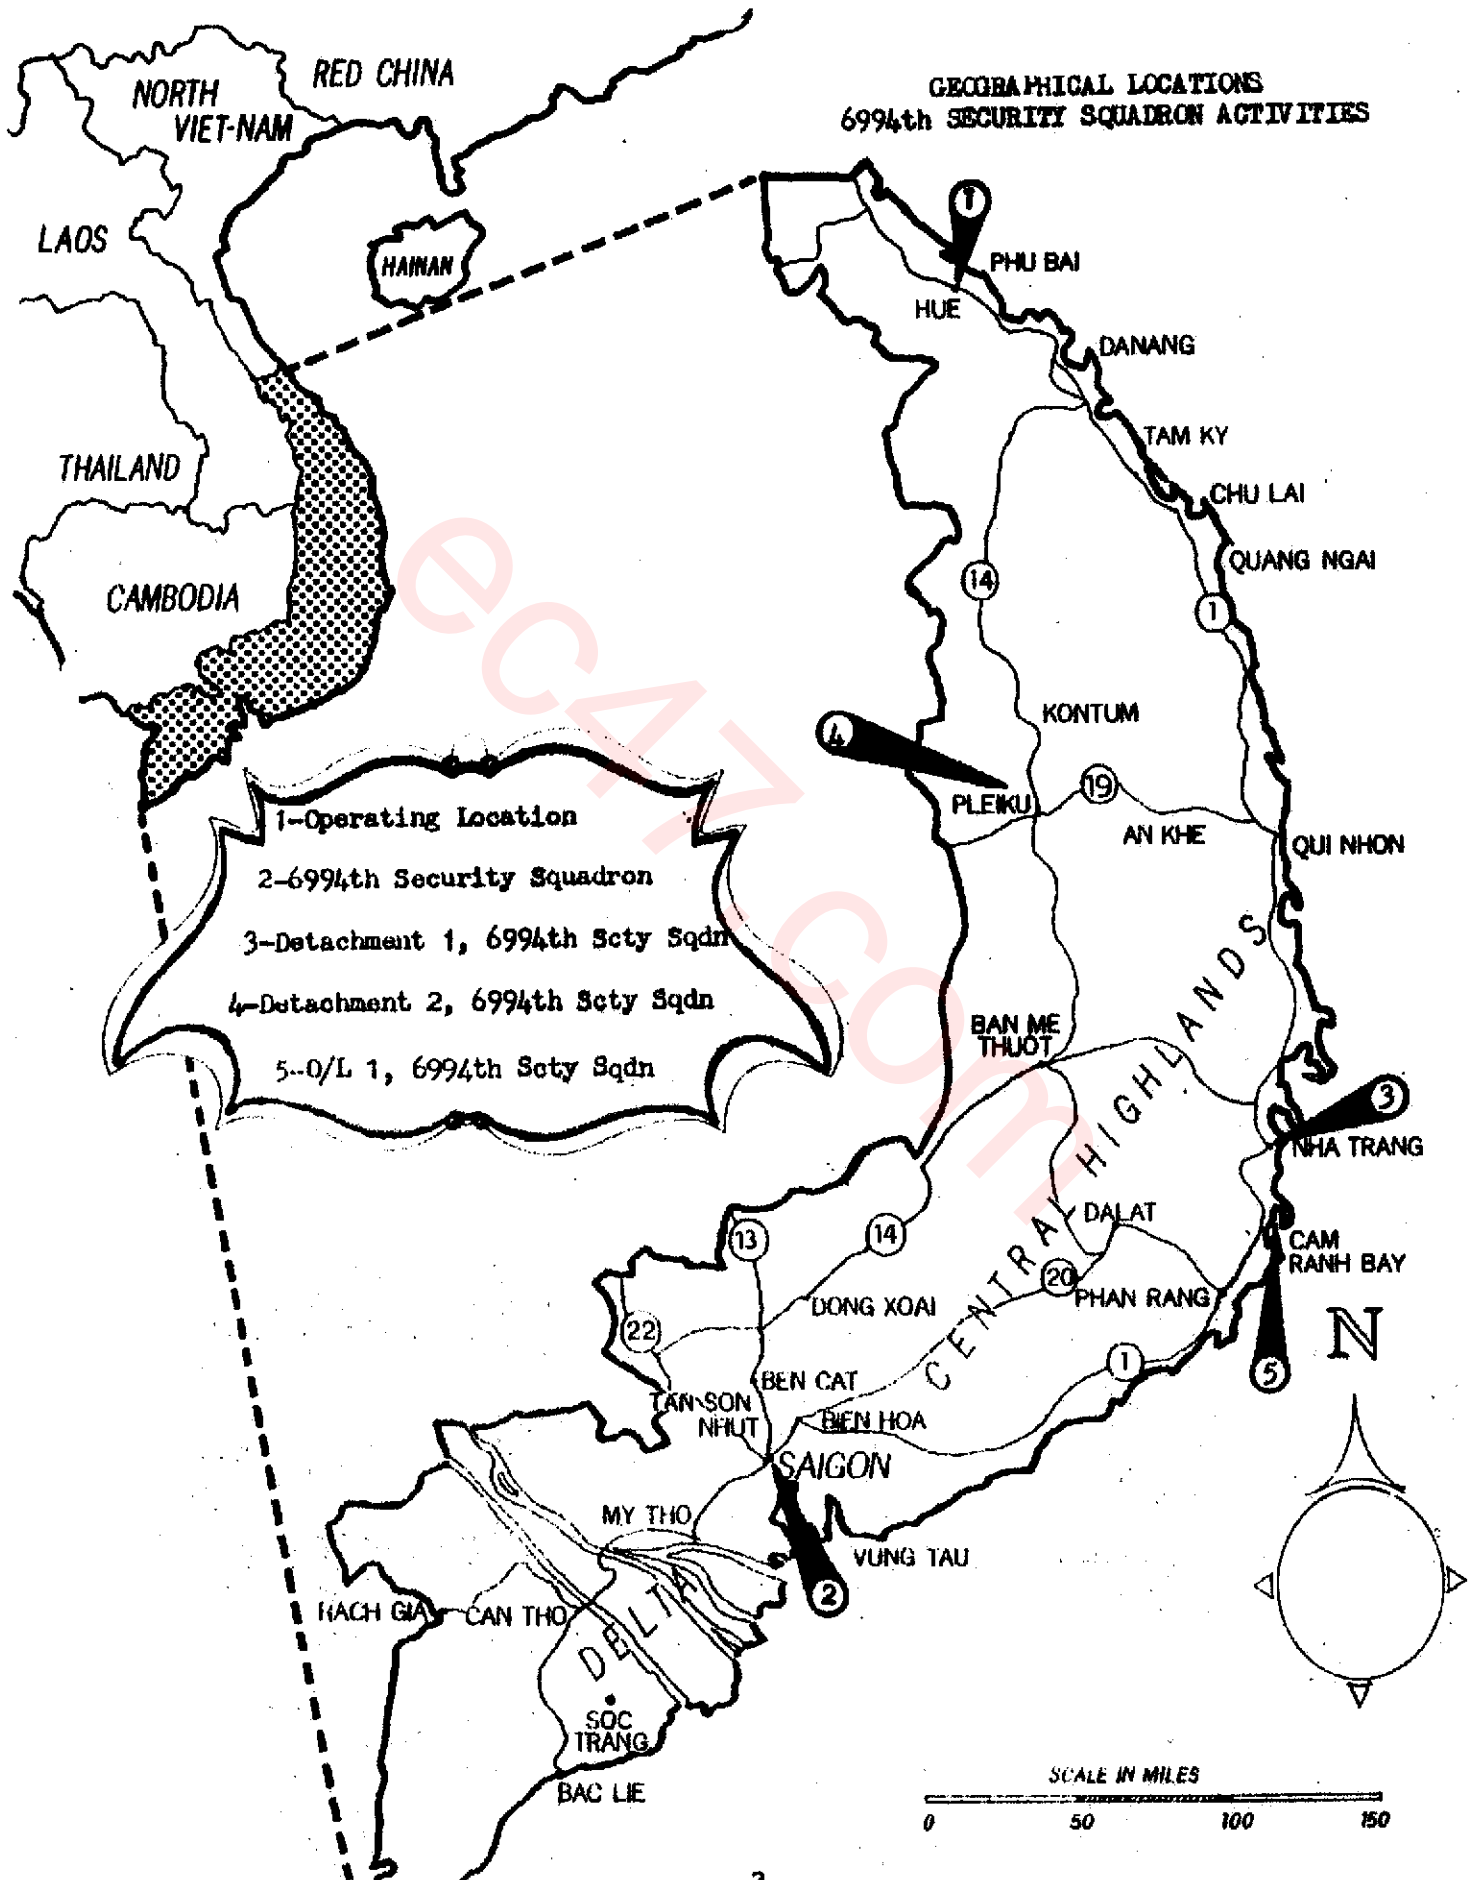 GEOGRAPHICAL LOCATIONS
6994th SECURITY SQUADRON ACTIVITIES
RED CHINA
NORTH
VIET-NAM
LAOS
HAINAN
THAILAND
CAMBODIA
1-Operating Location
2-6994th Security Squadron
3-Detachment 1, 6994th Scty Sqdn
4-Detachment 2, 6994th Scty Sqdn
5-O/L 1, 6994th Scty Sqdn
1
PHU BAI
HUE
DANANG
TAM KY
CHU LAI
QUANG NGAI
14
1
KONTUM
4
PLEIKU
19
AN KHE
QUI NHON
BAN ME
THUOT
CENTRAL HIGHLANDS
3
NHA TRANG
DALAT
CAM
RANH BAY
13
14
20
PHAN RANG
DONG XOAI
22
1
5
BEN CAT
TAN SON
NHUT
BIEN HOA
SAIGON
MY THO
VUNG TAU
2
RACH GIA
CAN THO
DELTA
SOC
TRANG
BAC LIE
N
SCALE IN MILES
0 50 100 150
ec47.com